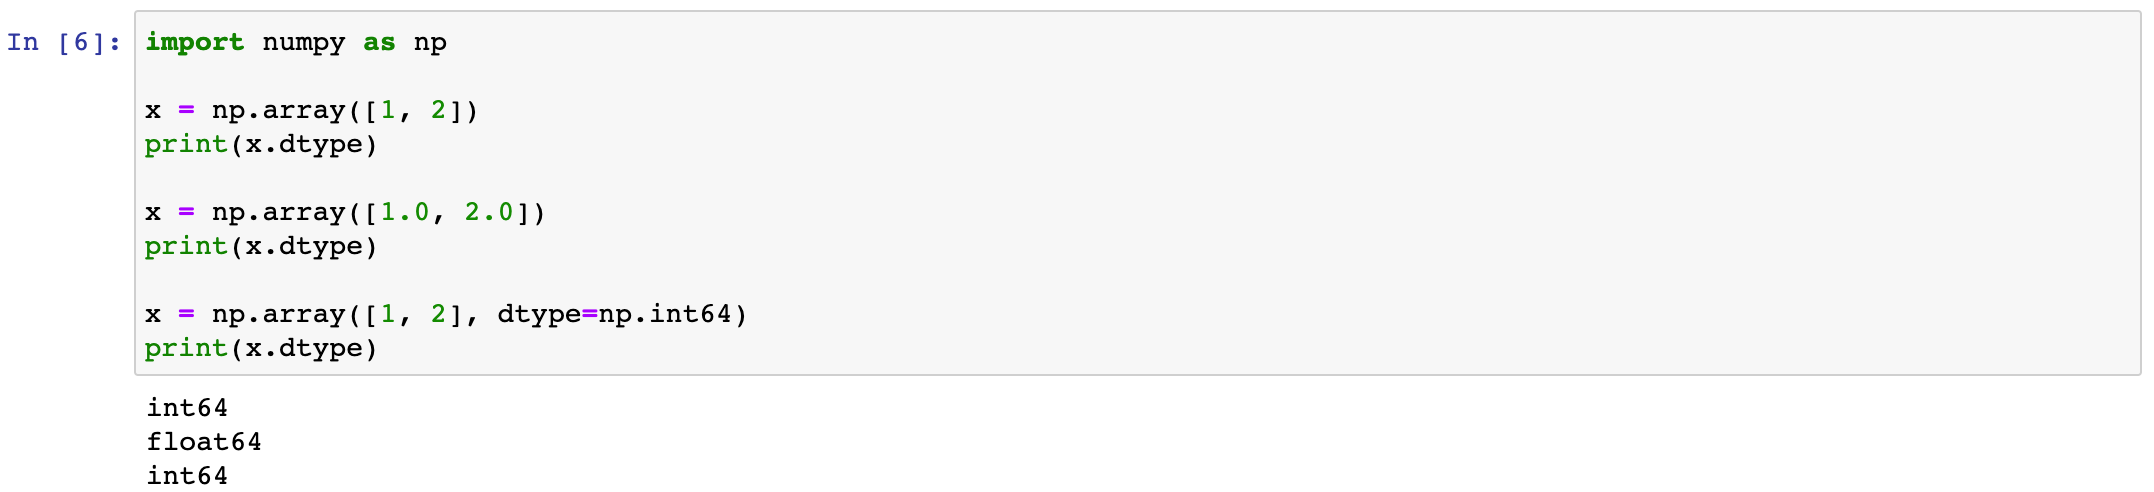 In [6]: import numpy as np
x = np.array([1, 2])
print(x.dtype)
x = np.array([1.0, 2.0])
print(x.dtype)
x = np.array([1, 2], dtype=np.int64)
print(x.dtype)
int64
float64
int64